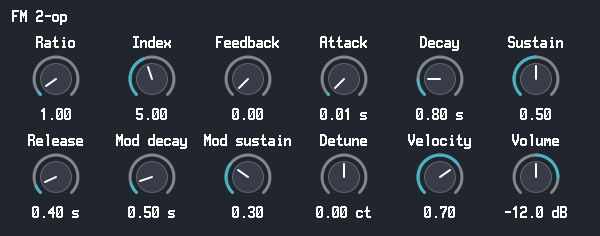 FM 2-op
Ratio Index Feedback Attack Decay Sustain
1.00 5.00 0.00 0.01 s 0.80 s 0.50
Release Mod decay Mod sustain Detune Velocity Volume
0.40 s 0.50 s 0.30 0.00 ct 0.70 -12.0 dB